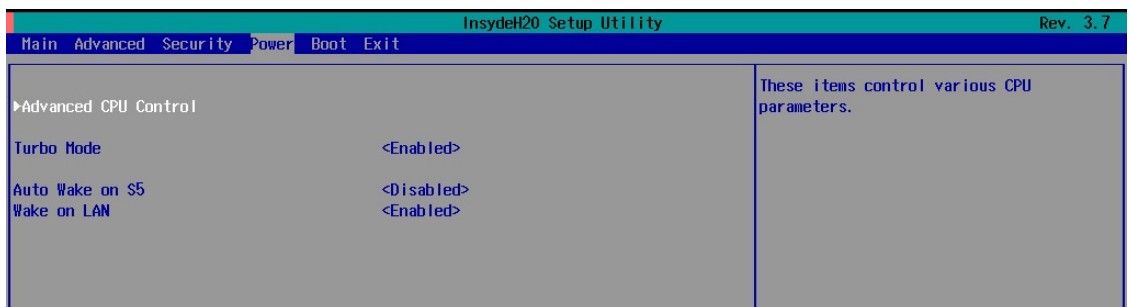 InsydeH20 Setup Utility Rev. 3.7
Main Advanced Security Power Boot Exit
▶Advanced CPU Control
These items control various CPU
parameters.
Turbo Mode <Enabled>
Auto Wake on S5 <Disabled>
Wake on LAN <Enabled>